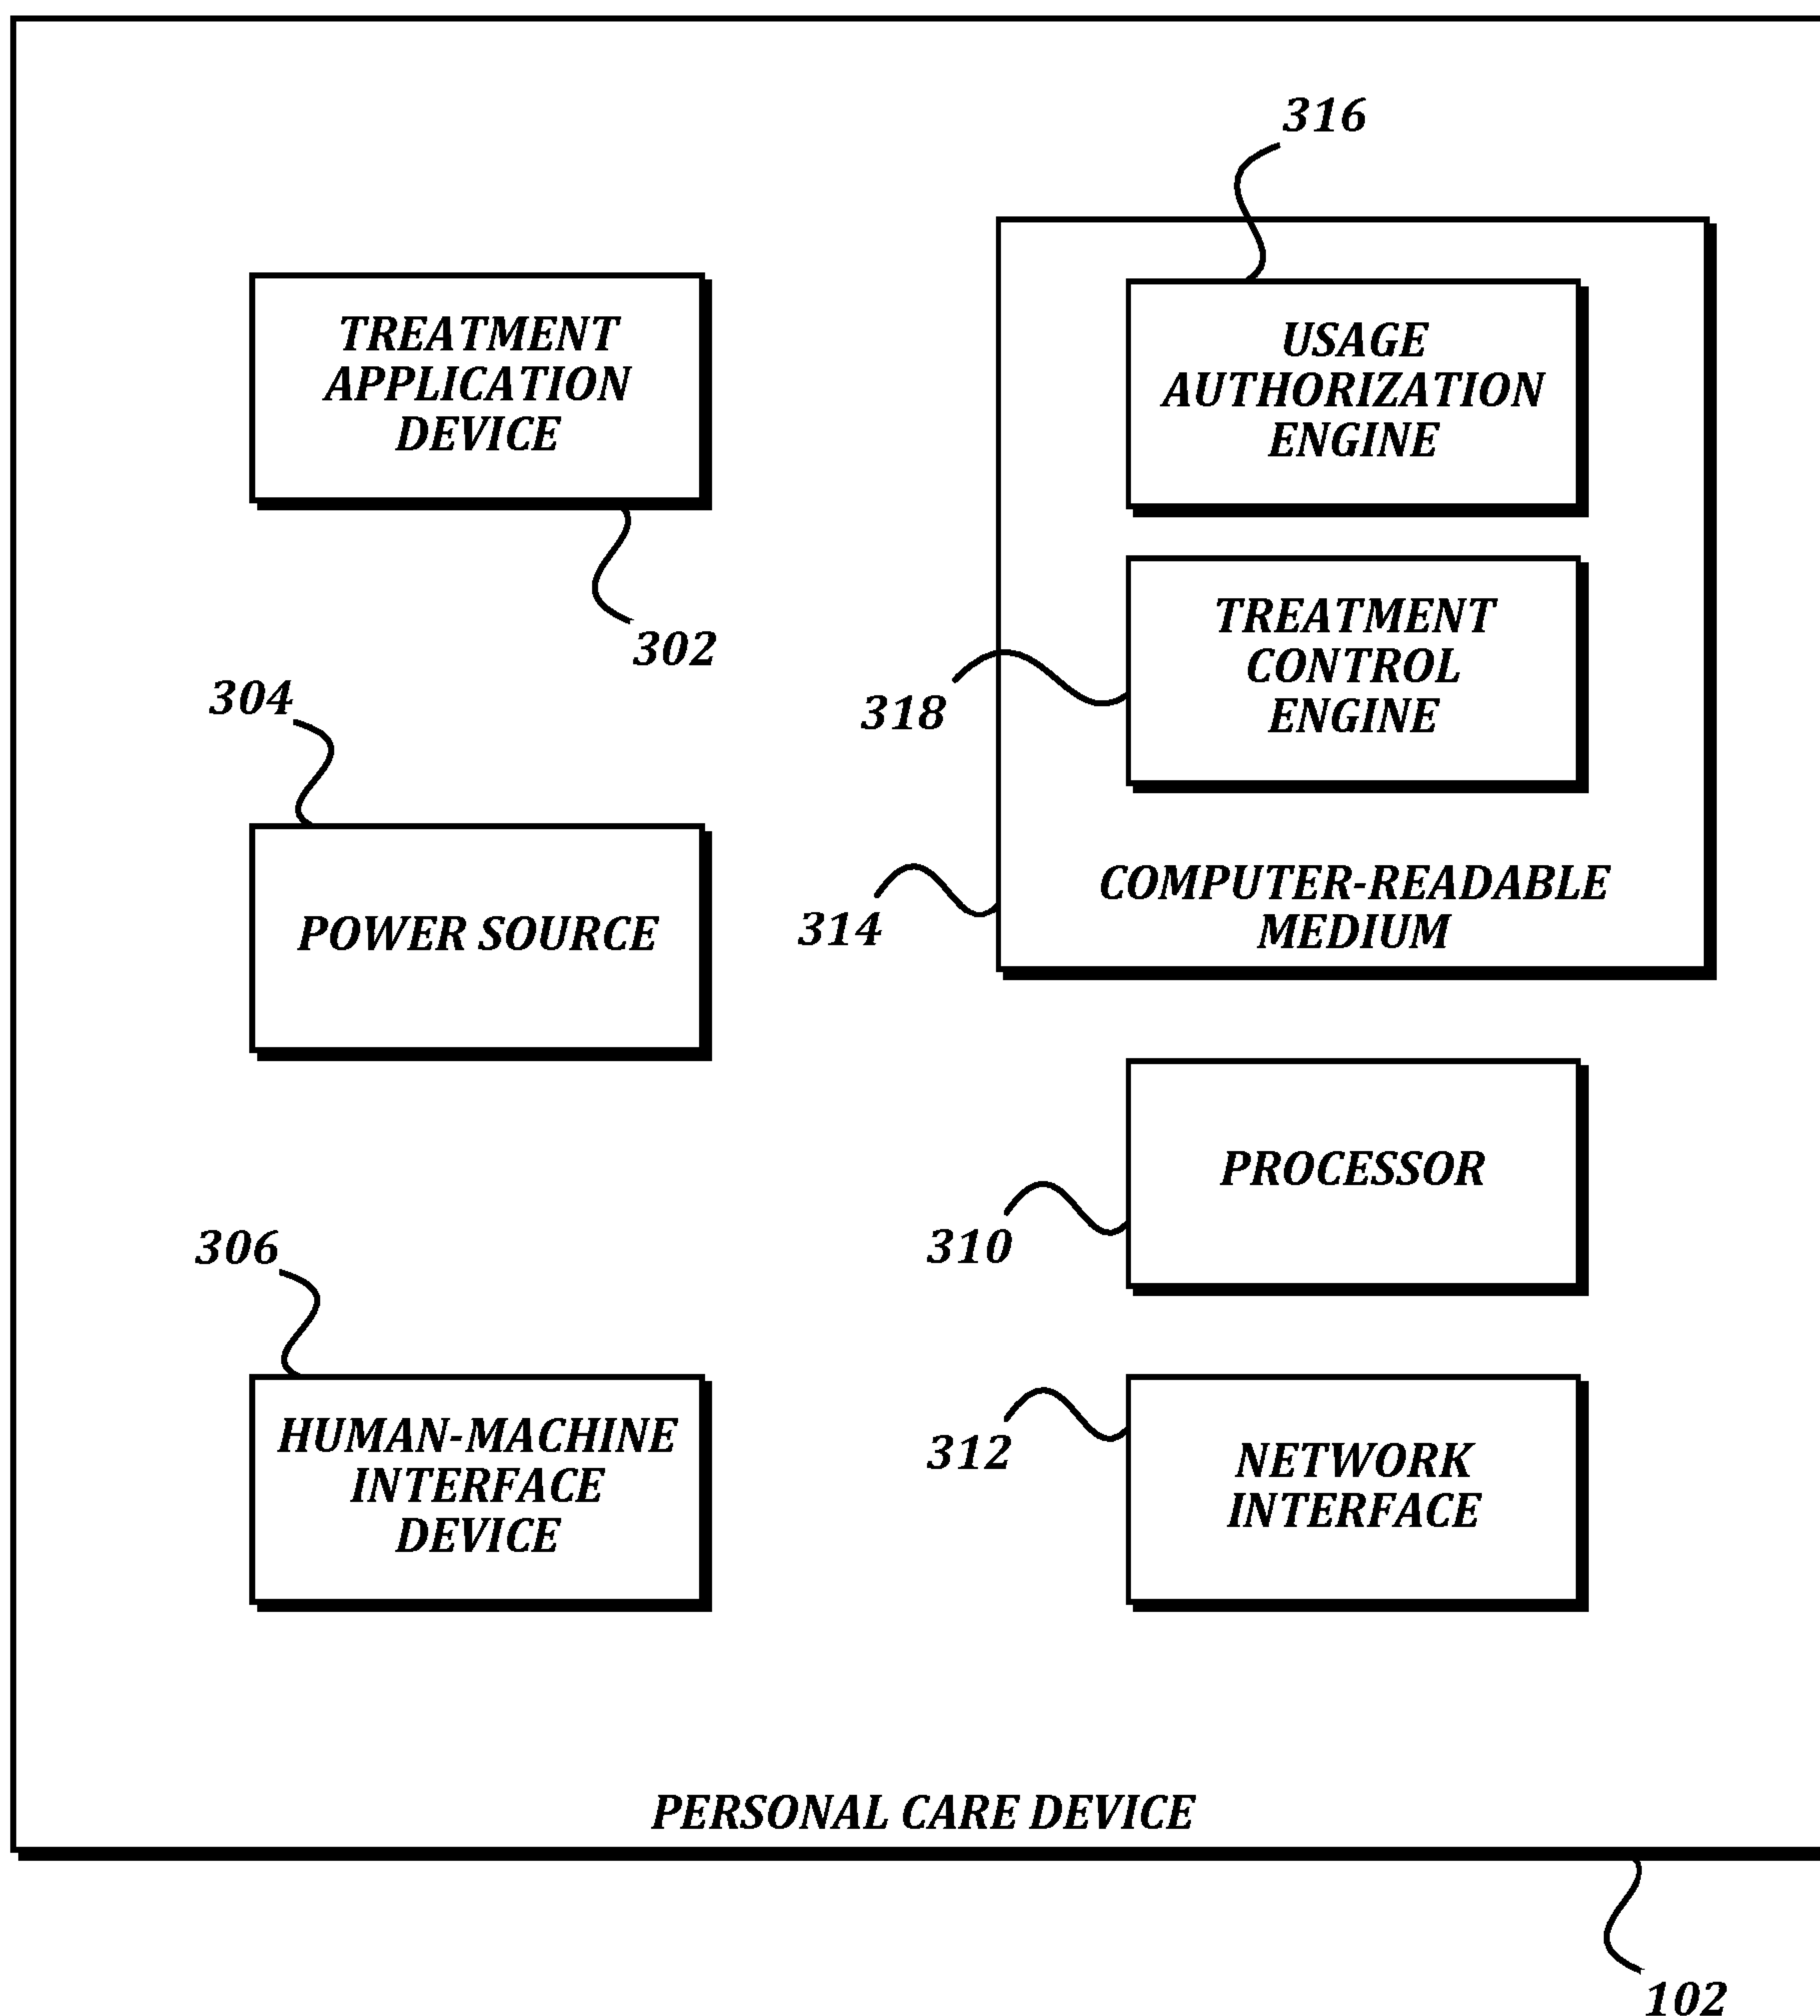 316
TREATMENT
APPLICATION
DEVICE
302
USAGE
AUTHORIZATION
ENGINE
TREATMENT
CONTROL
ENGINE
318
304
POWER SOURCE
COMPUTER-READABLE
MEDIUM
314
PROCESSOR
310
306
HUMAN-MACHINE
INTERFACE
DEVICE
312
NETWORK
INTERFACE
PERSONAL CARE DEVICE
102